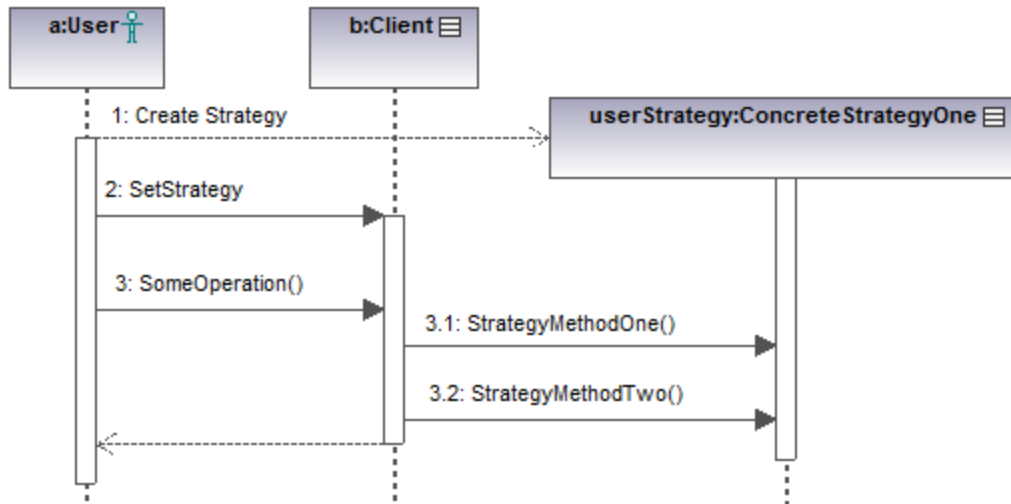 a:User
b:Client
1: Create Strategy
userStrategy:ConcreteStrategyOne
2: SetStrategy
3: SomeOperation()
3.1: StrategyMethodOne()
3.2: StrategyMethodTwo()